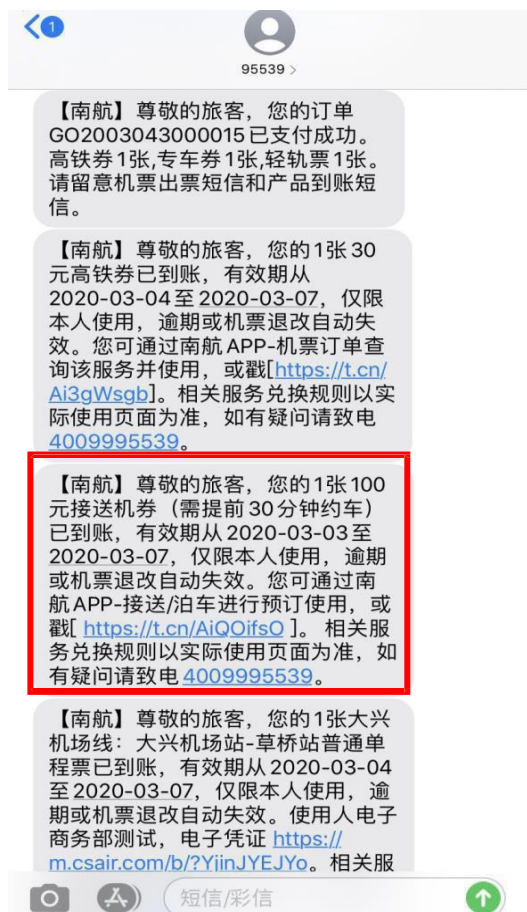 1
95539 >
【南航】尊敬的旅客，您的订单
GO2003043000015已支付成功。
高铁券1张,专车券1张,轻轨票1张。
请留意机票出票短信和产品到账短
信。
【南航】尊敬的旅客，您的1张30
元高铁券已到账，有效期从
2020-03-04至2020-03-07，仅限
本人使用，逾期或机票退改自动失
效。您可通过南航APP-机票订单查
询该服务并使用，或戳[https://t.cn/
Ai3gWsgb]。相关服务兑换规则以实
际使用页面为准，如有疑问请致电
4009995539。
【南航】尊敬的旅客，您的1张100
元接送机券（需提前30分钟约车）
已到账，有效期从2020-03-03至
2020-03-07，仅限本人使用，逾期
或机票退改自动失效。您可通过南
航APP-接送/泊车进行预订使用，或
戳[ https://t.cn/AiQOifsO ]。 相关服
务兑换规则以实际使用页面为准，如
有疑问请致电4009995539。
【南航】尊敬的旅客，您的1张大兴
机场线：大兴机场站-草桥站普通单
程票已到账，有效期从2020-03-04
至2020-03-07，仅限本人使用，逾
期或机票退改自动失效。使用人电子
商务部测试，电子凭证 https://
m.csair.com/b/?YjinJYEJYo。相关服
短信/彩信